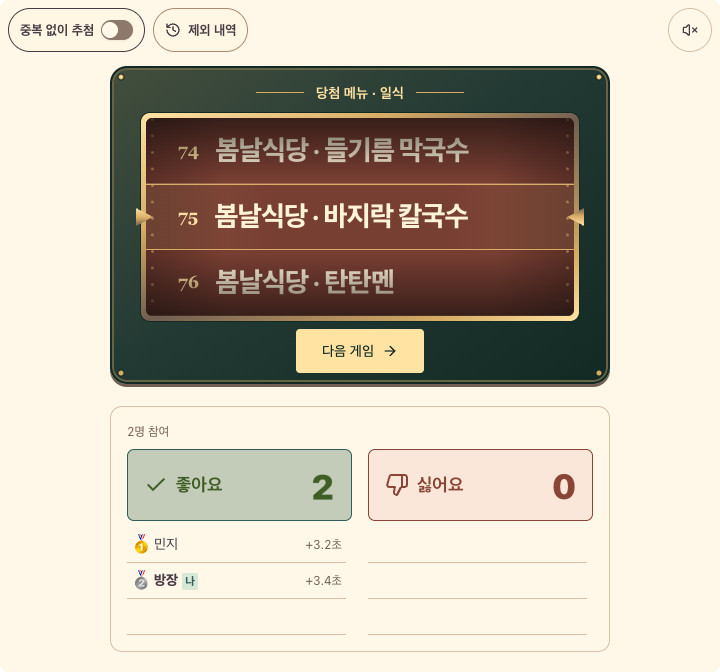 중복 없이 추첨
제외 내역
당첨 메뉴 · 일식
74 봄날식당 · 들기름 막국수
75 봄날식당 · 바지락 칼국수
76 봄날식당 · 탄탄멘
다음 게임 →
2명 참여
좋아요 2
싫어요 0
민지 +3.2초
방장 나 +3.4초